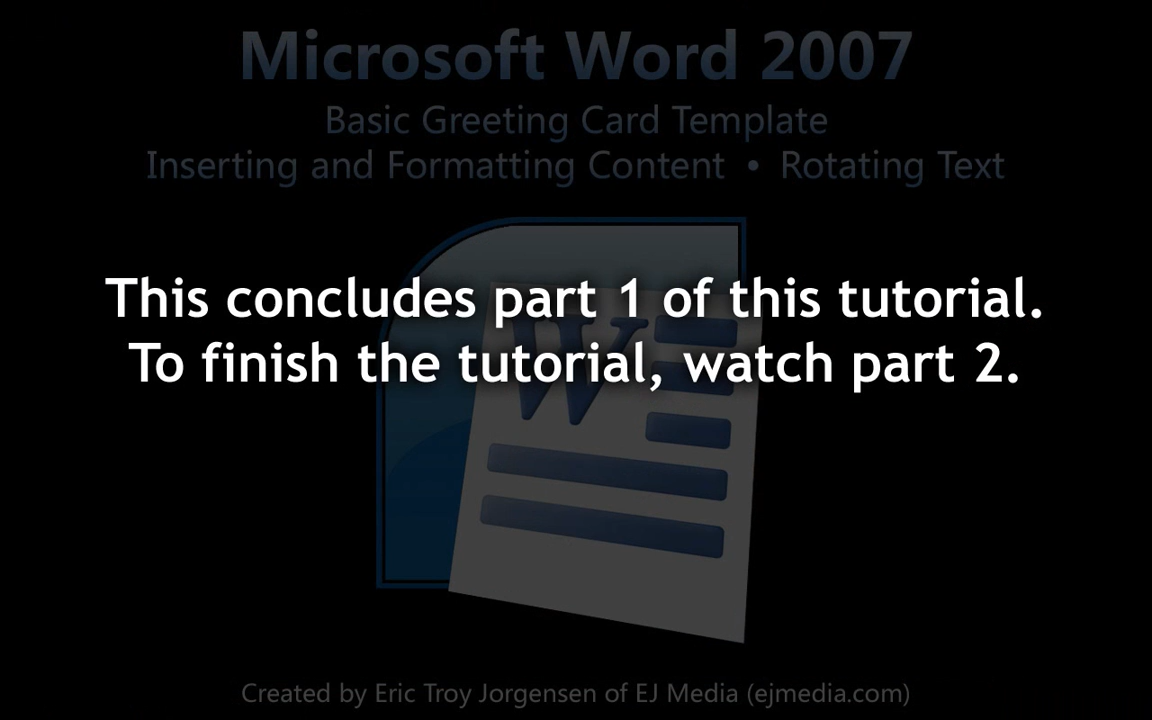 Microsoft Word 2007
Basic Greeting Card Template
Inserting and Formatting Content • Rotating Text
This concludes part 1 of this tutorial.
To finish the tutorial, watch part 2.
W
Created by Eric Troy Jorgensen of EJ Media (ejmedia.com)